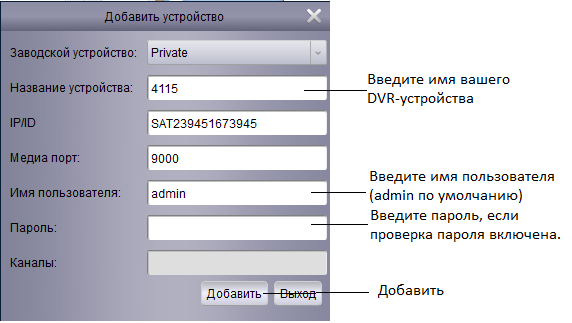 Добавить устройство
Заводской устройство: Private
Название устройства: 4115
Введите имя вашего
DVR-устройства
IP/ID SAT239451673945
Медиа порт: 9000
Имя пользователя: admin
Введите имя пользователя
(admin по умолчанию)
Пароль:
Введите пароль, если
проверка пароля включена.
Каналы:
Добавить Выход
Добавить